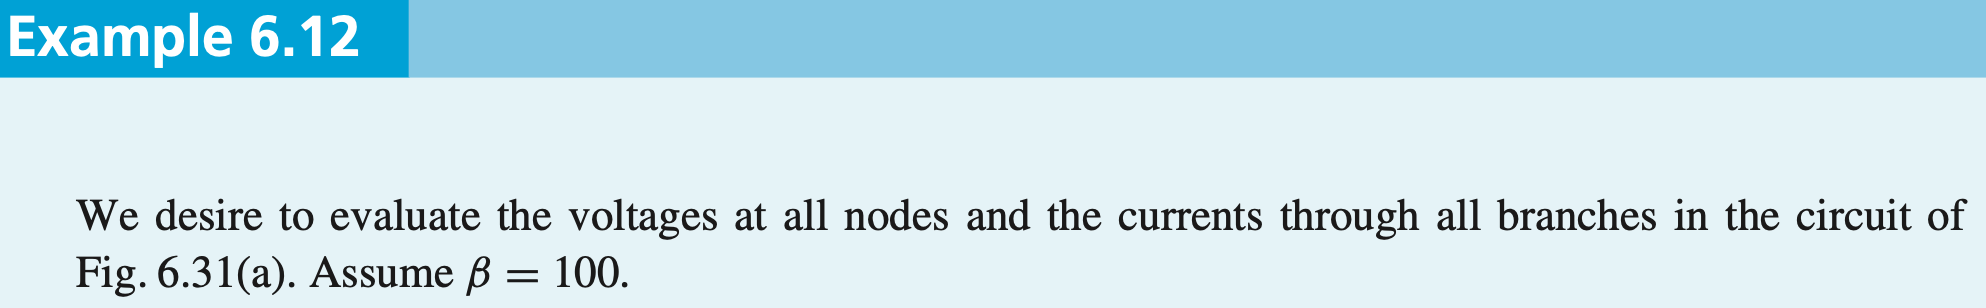 Example 6.12
We desire to evaluate the voltages at all nodes and the currents through all branches in the circuit of
Fig. 6.31(a). Assume β = 100.